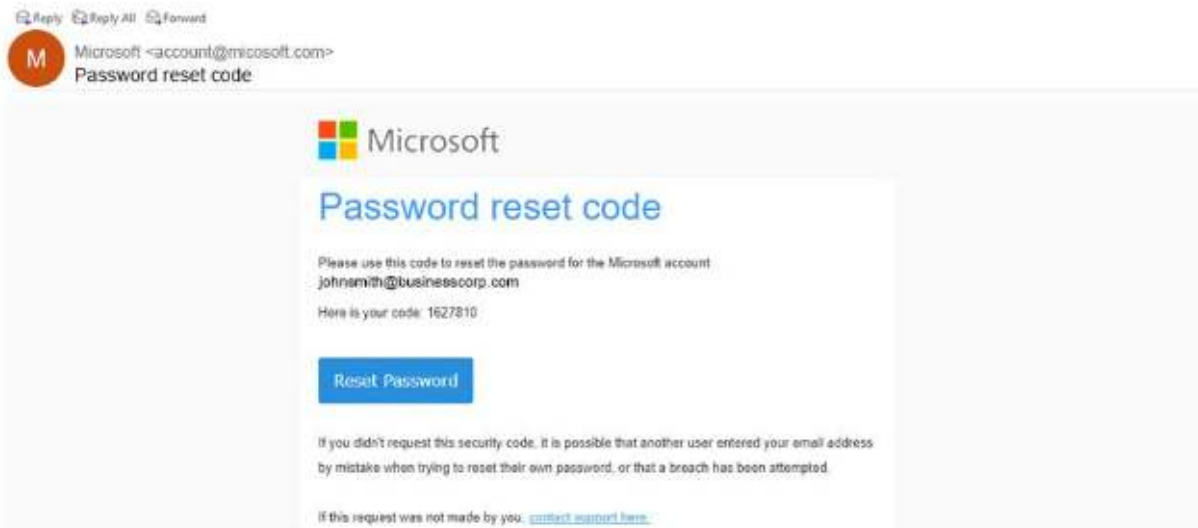 Reply Reply All Forward
M
Microsoft <account@micosoft.com>
Password reset code
Microsoft
Password reset code
Please use this code to reset the password for the Microsoft account
johnsmith@businesscorp.com
Here is your code: 1627810
Reset Password
If you didn't request this security code, it is possible that another user entered your email address
by mistake when trying to reset their own password, or that a breach has been attempted.
If this request was not made by you, contact support here.